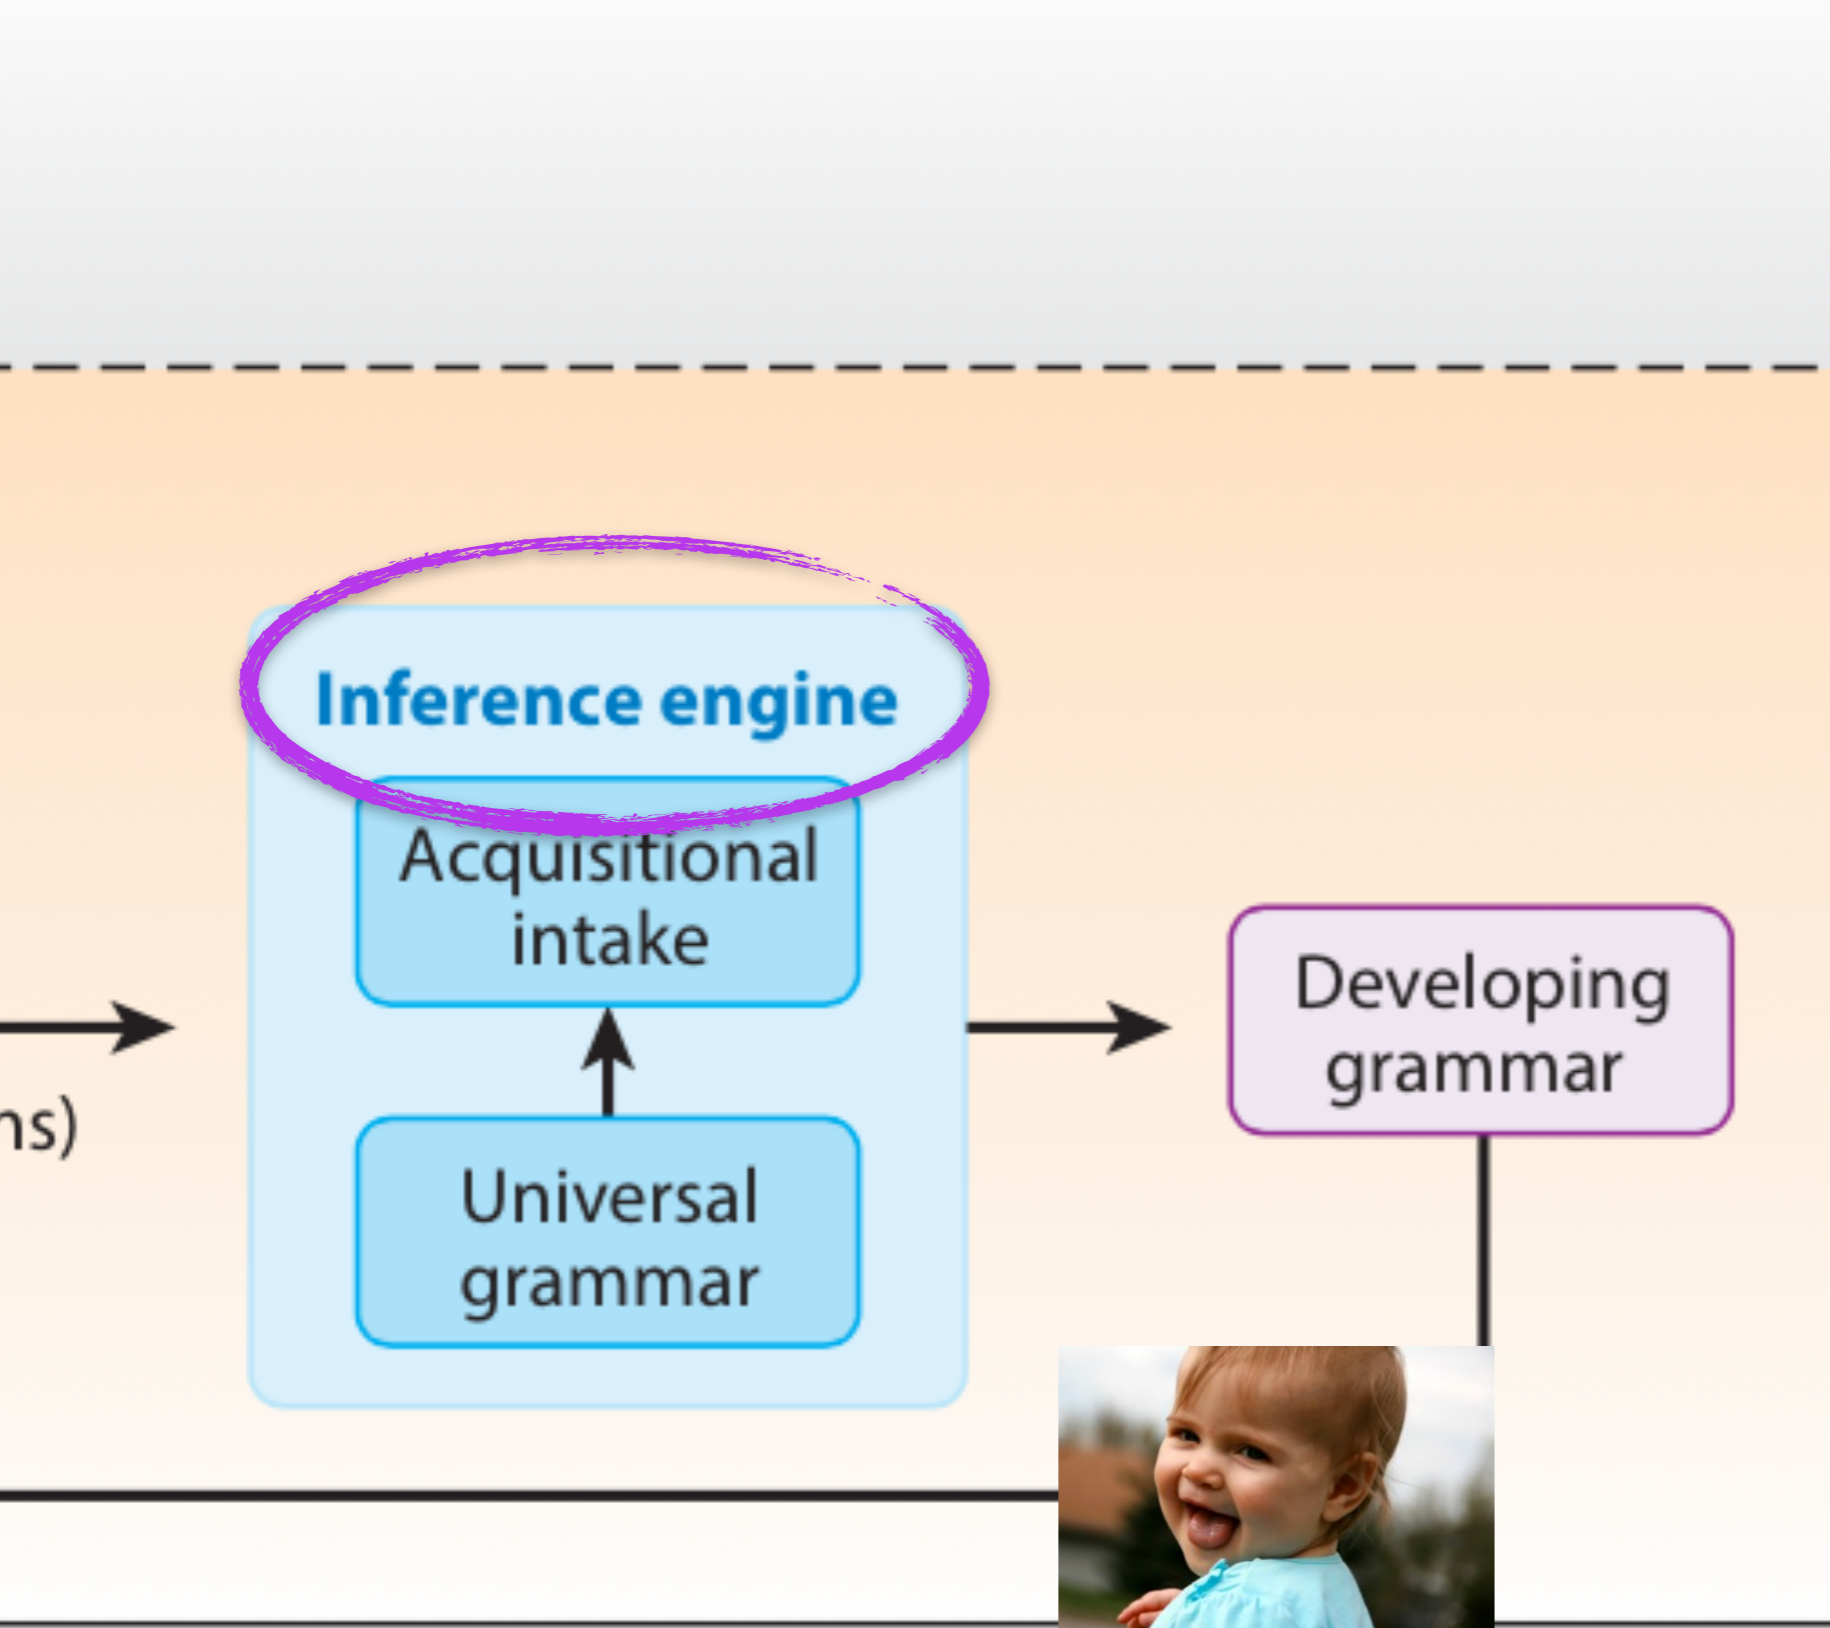 Inference engine
Acquisitional
intake
Developing
grammar
ns)
Universal
grammar